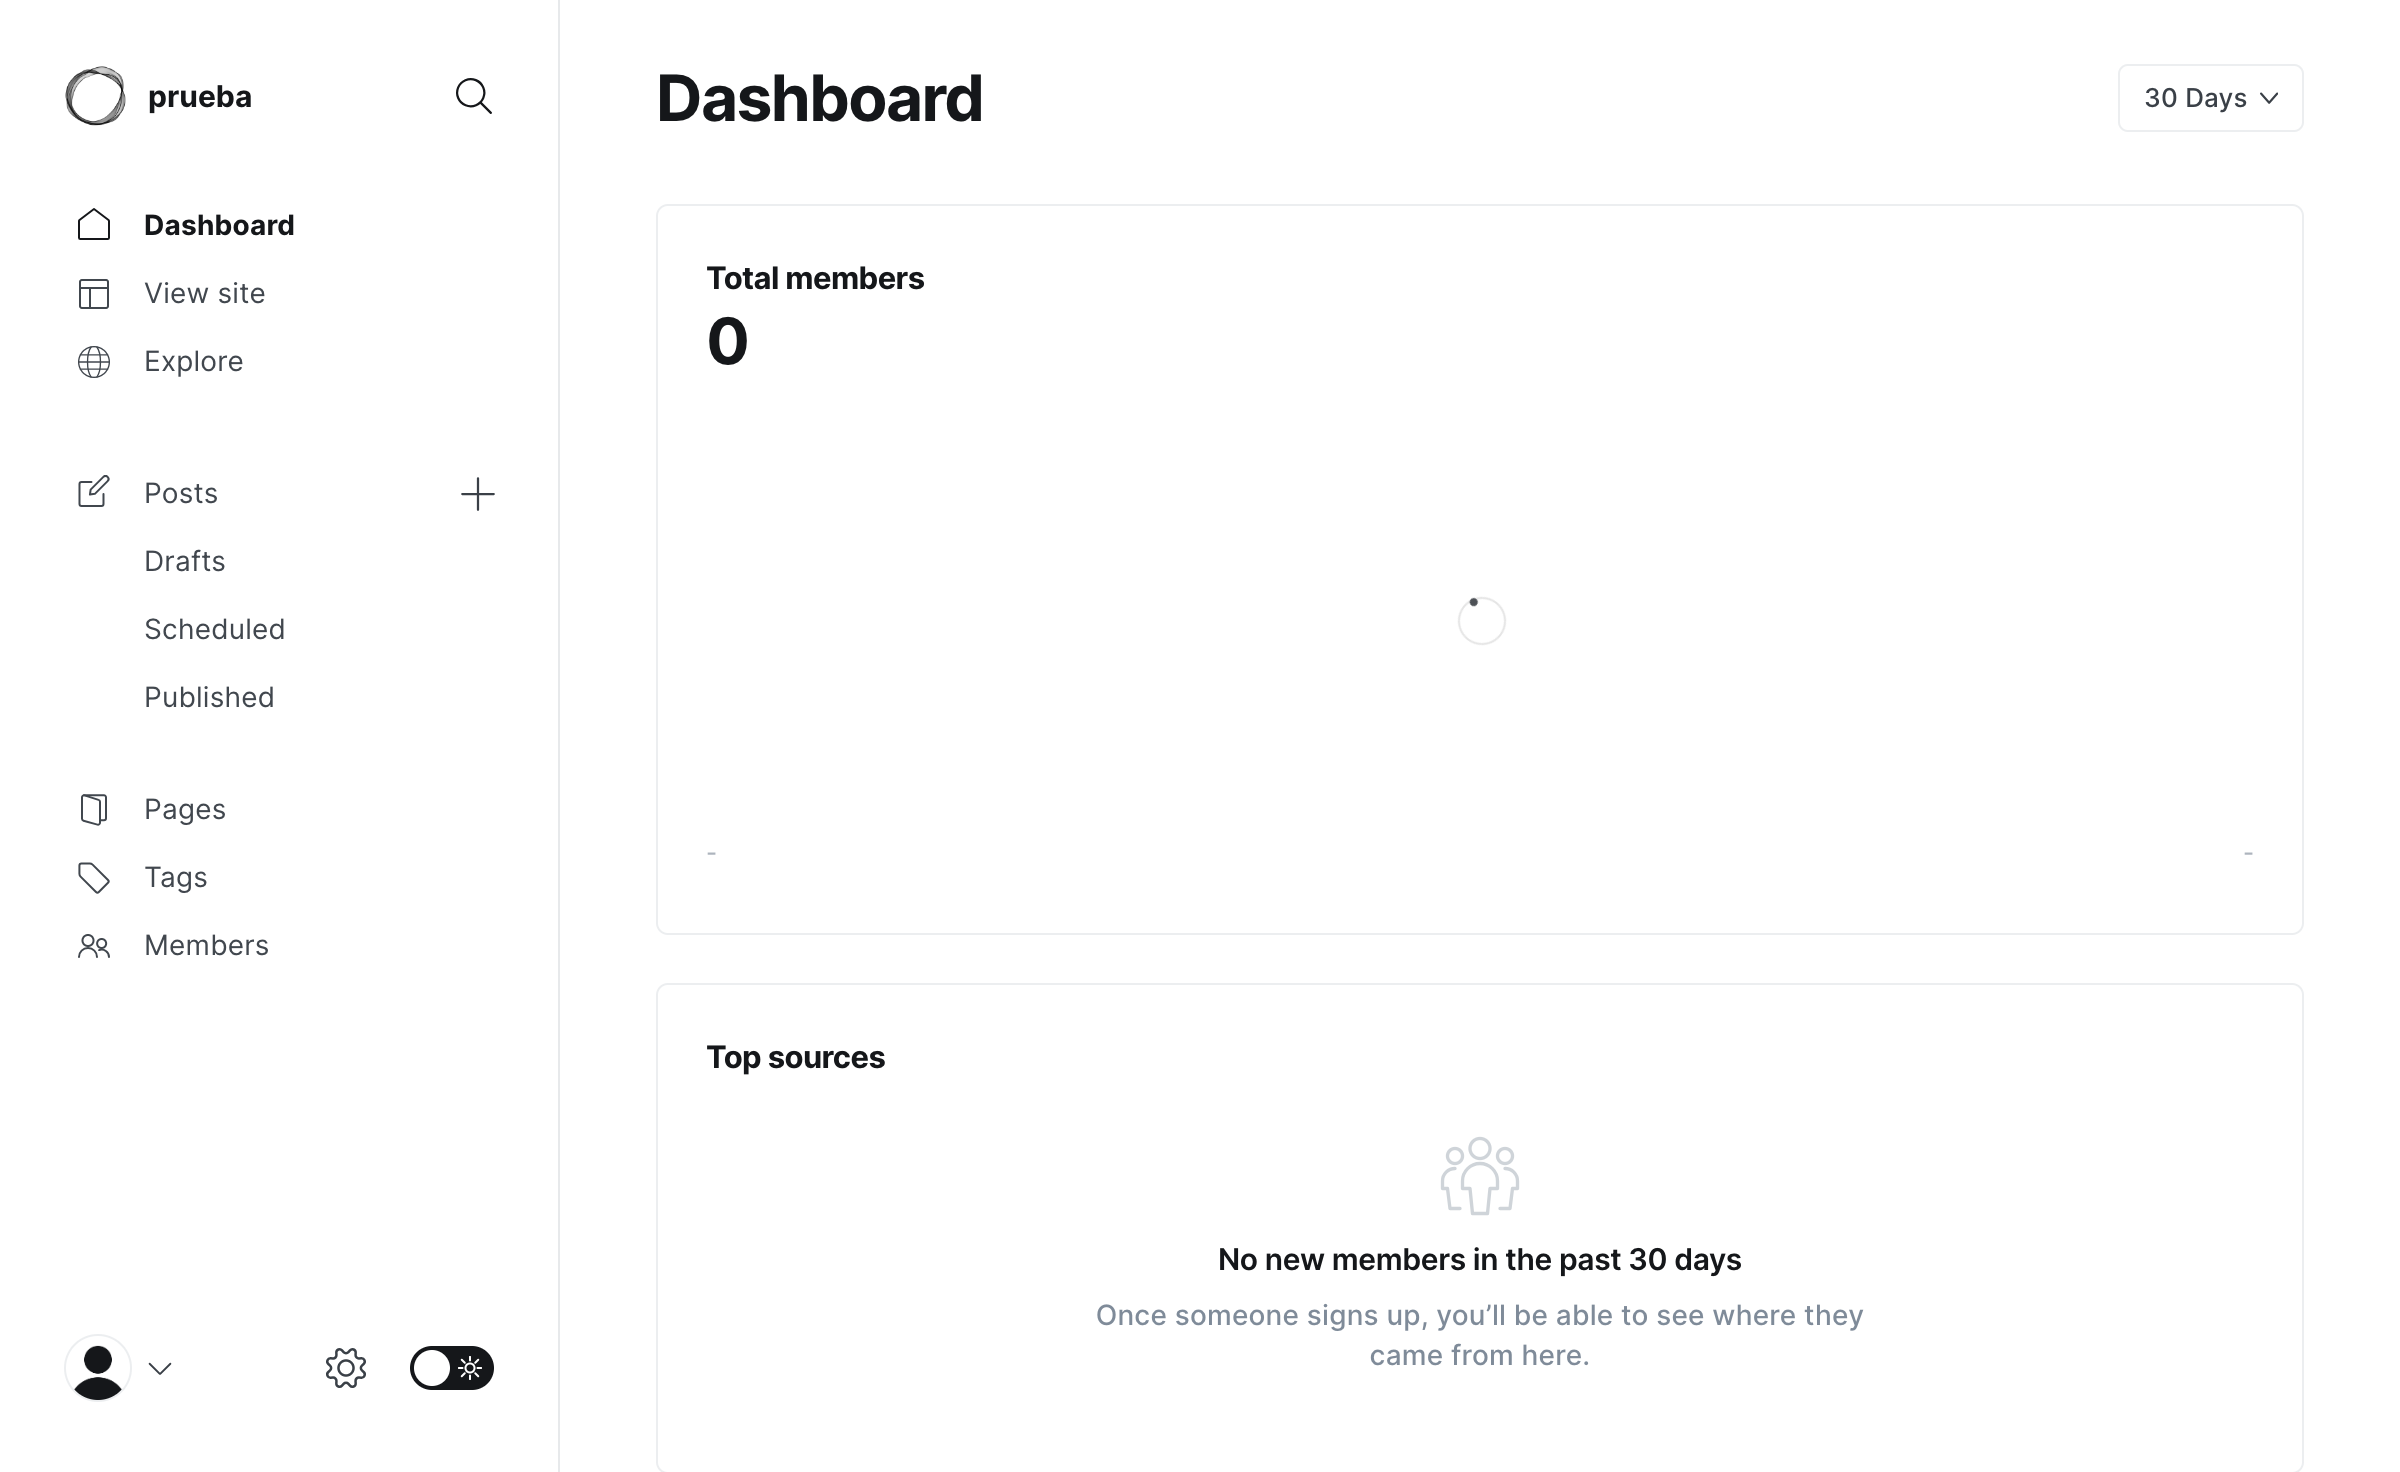 prueba
Dashboard
View site
Explore
Posts
Drafts
Scheduled
Published
Pages
Tags
Members
Dashboard
30 Days
Total members
0
-
-
Top sources
No new members in the past 30 days
Once someone signs up, you’ll be able to see where they
came from here.